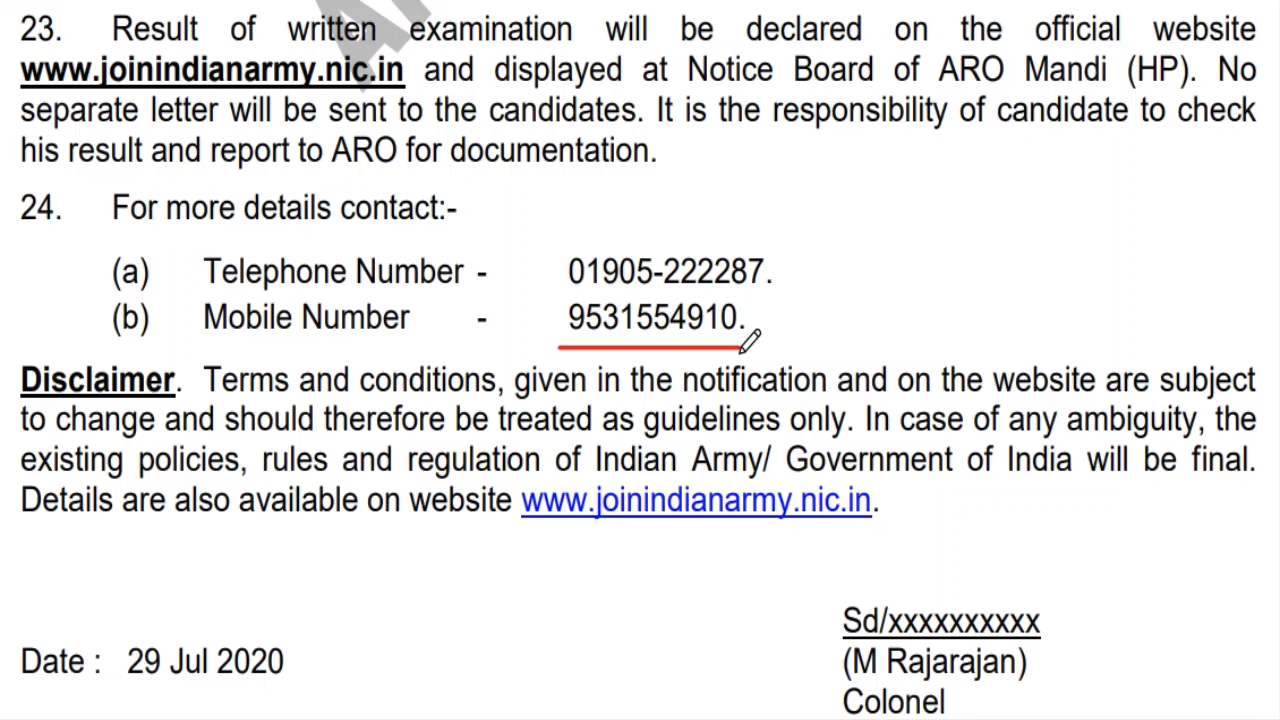 23. Result of written examination will be declared on the official website
www.joinindianarmy.nic.in and displayed at Notice Board of ARO Mandi (HP). No
separate letter will be sent to the candidates. It is the responsibility of candidate to check
his result and report to ARO for documentation.
24. For more details contact:-
(a) Telephone Number - 01905-222287.
(b) Mobile Number - 9531554910.
Disclaimer. Terms and conditions, given in the notification and on the website are subject
to change and should therefore be treated as guidelines only. In case of any ambiguity, the
existing policies, rules and regulation of Indian Army/ Government of India will be final.
Details are also available on website www.joinindianarmy.nic.in.
Sd/xxxxxxxxxx
Date : 29 Jul 2020 (M Rajarajan)
Colonel